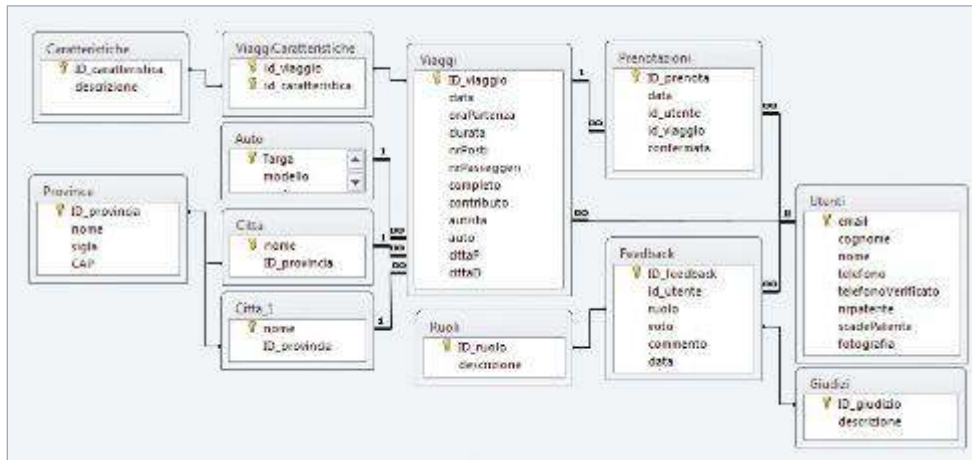 Caratteristiche
ID_caratteristica
descrizione
ViaggiCaratteristiche
id_viaggio
id_caratteristica
Viaggi
ID_viaggio
data
oraPartenza
durata
nrPosti
nrPasseggeri
completo
contributo
autista
auto
cittaP
cittaD
Prenotazioni
ID_prenota
data
id_utente
id_viaggio
confermata
Auto
Targa
modello
Province
ID_provincia
nome
sigla
CAP
Citta
nome
ID_provincia
Citta_1
nome
ID_provincia
Ruoli
ID_ruolo
descrizione
Feedback
ID_feedback
id_utente
ruolo
voto
commento
data
Utenti
email
cognome
nome
telefono
telefonoVerificato
nrpatente
scadePatente
fotografia
Giudizi
ID_giudizio
descrizione
1
∞
1
∞
1
∞
∞
1
∞
∞
∞